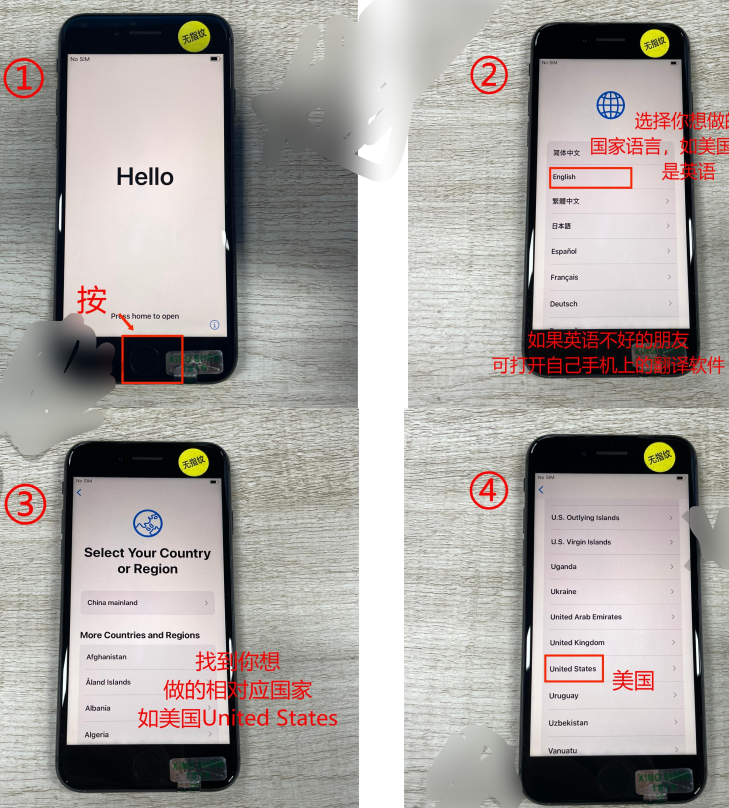 ①
无指纹
No SIM
Hello
按
Press home to open
②
无指纹
No SIM
选择你想做的
国家语言，如美国
是英语
简体中文
English
繁體中文
日本語
Español
Français
Deutsch
如果英语不好的朋友
可打开自己手机上的翻译软件
③
无指纹
No SIM
Select Your Country
or Region
China mainland
More Countries and Regions
Afghanistan
Åland Islands
Albania
Algeria
找到你想
做的相对应国家
如美国United States
④
无指纹
No SIM
U.S. Outlying Islands
U.S. Virgin Islands
Uganda
Ukraine
United Arab Emirates
United Kingdom
United States
美国
Uruguay
Uzbekistan
Vanuatu